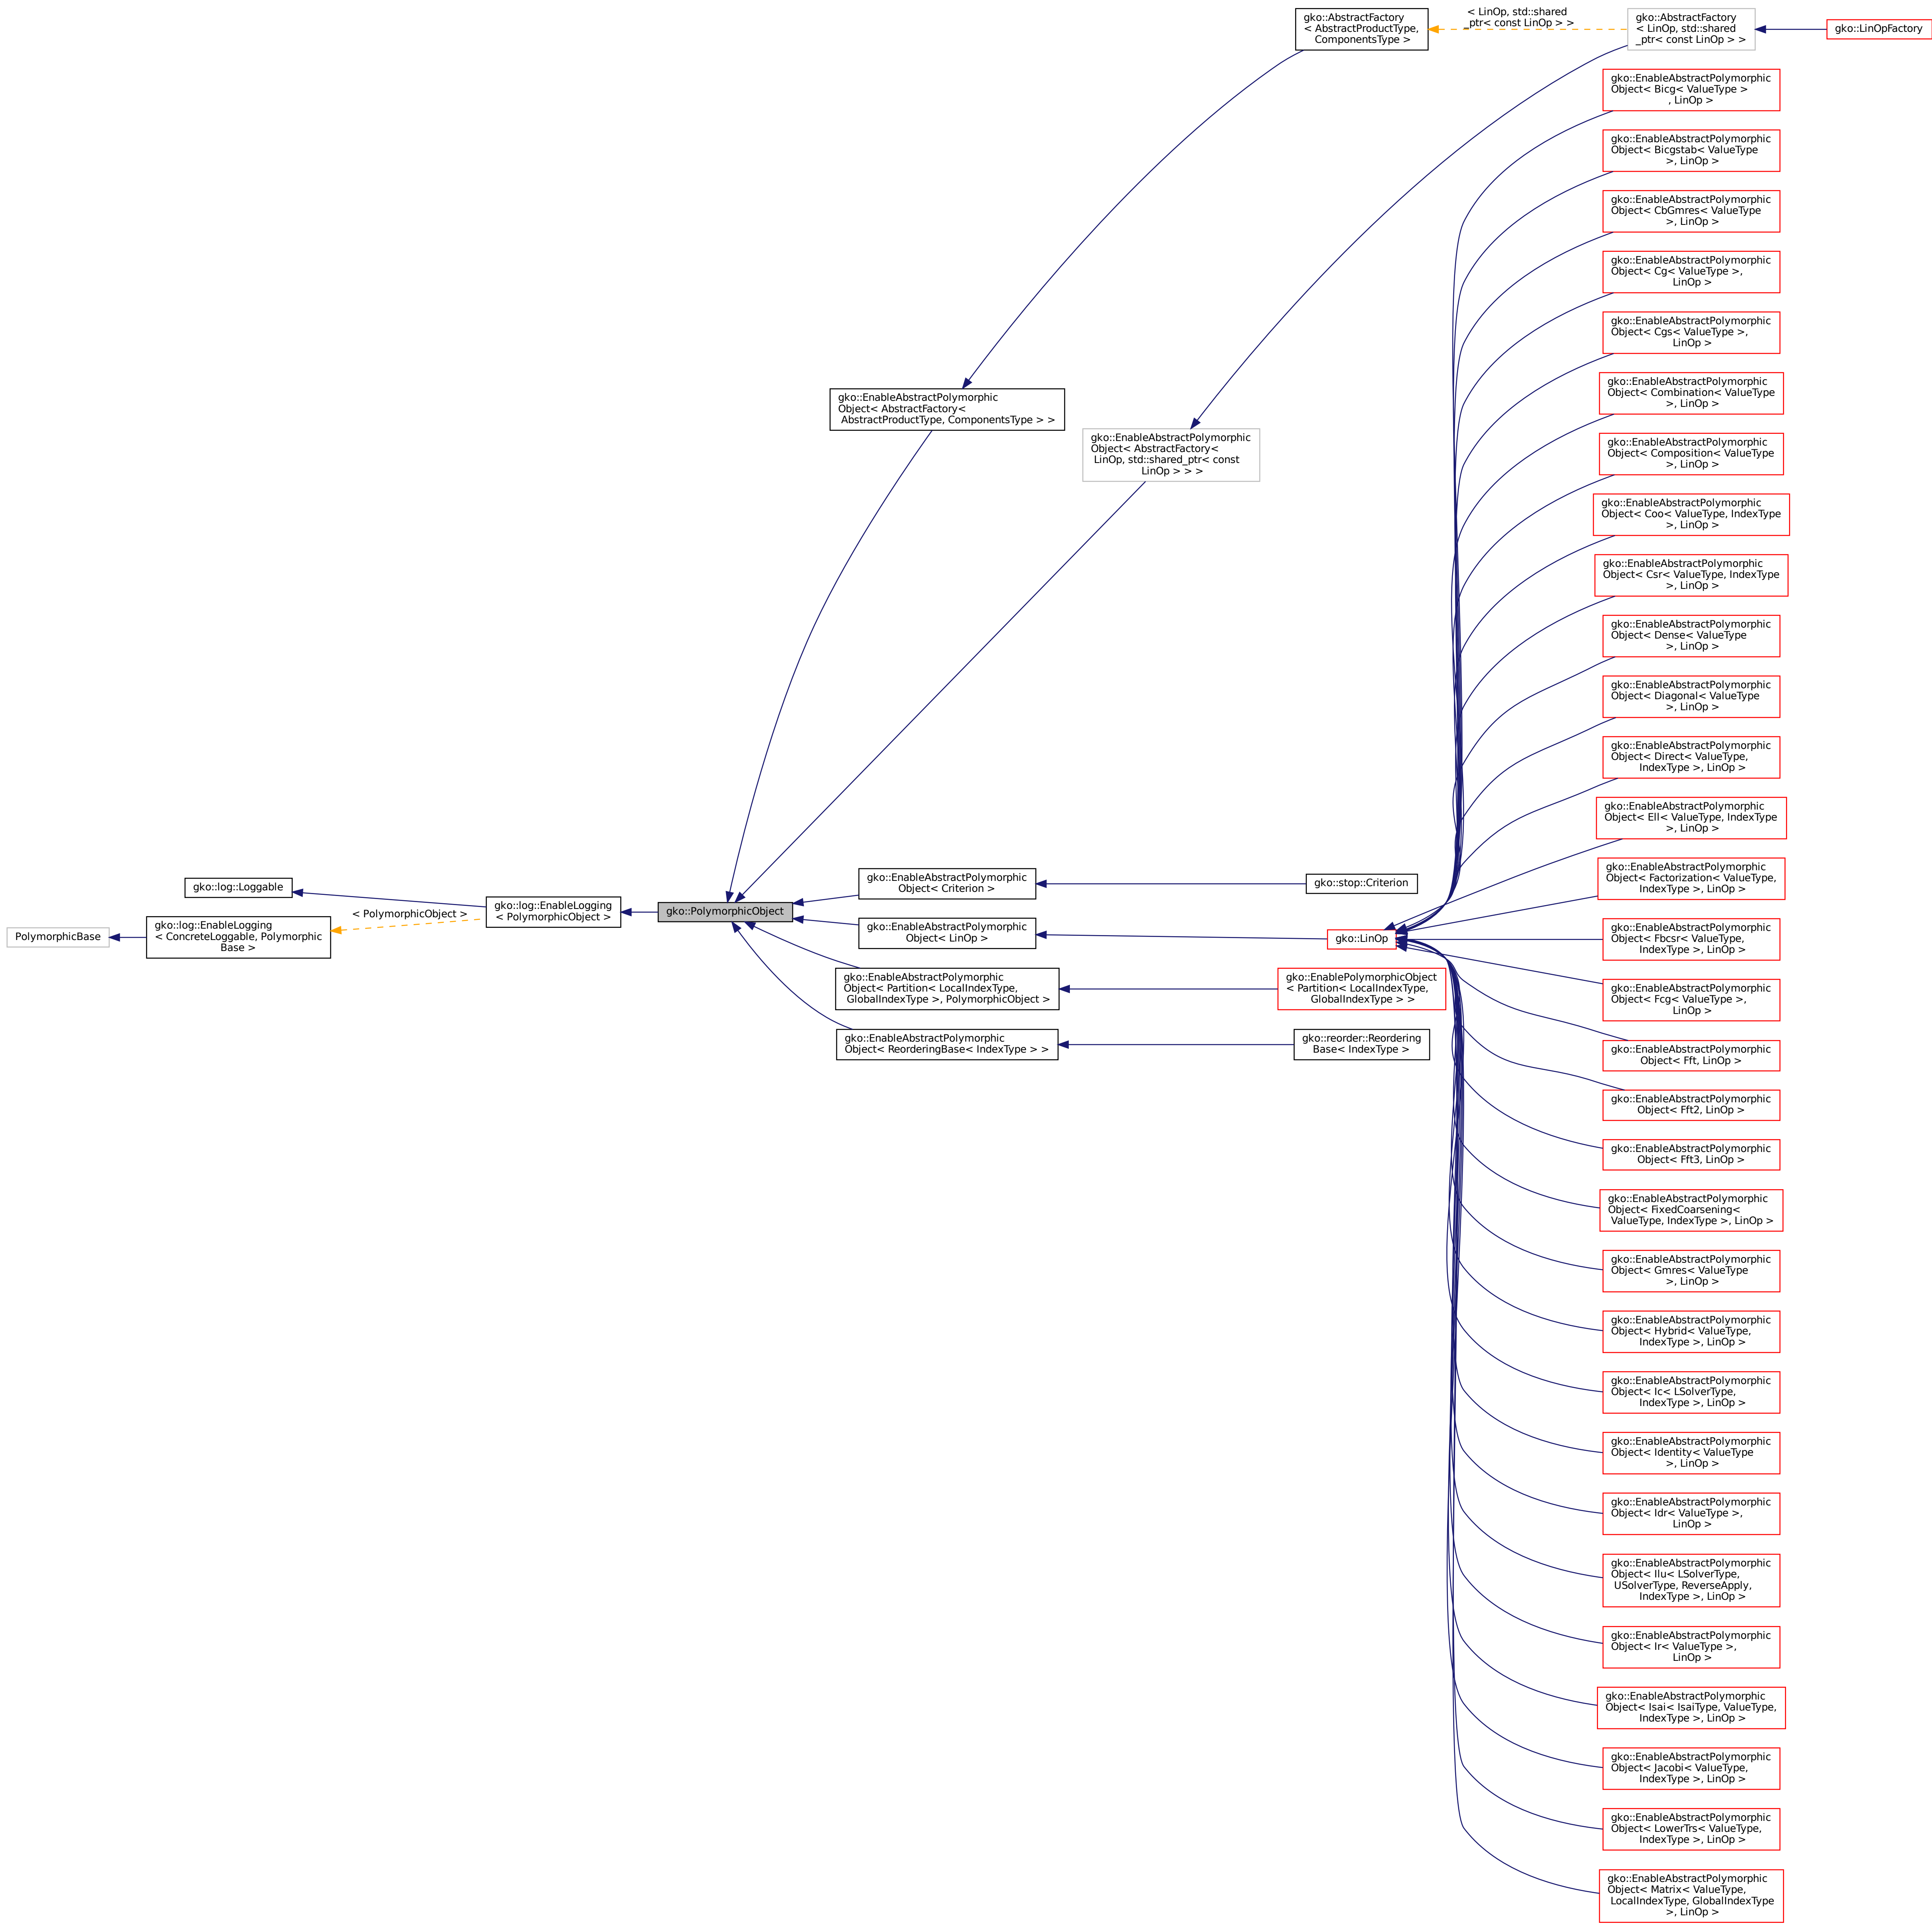 gko::AbstractFactory
< AbstractProductType,
ComponentsType >
< LinOp, std::shared
_ptr< const LinOp > >
gko::AbstractFactory
< LinOp, std::shared
_ptr< const LinOp > >
gko::LinOpFactory
gko::EnableAbstractPolymorphic
Object< Bicg< ValueType >
, LinOp >
gko::EnableAbstractPolymorphic
Object< Bicgstab< ValueType
>, LinOp >
gko::EnableAbstractPolymorphic
Object< CbGmres< ValueType
>, LinOp >
gko::EnableAbstractPolymorphic
Object< Cg< ValueType >,
LinOp >
gko::EnableAbstractPolymorphic
Object< Cgs< ValueType >,
LinOp >
gko::EnableAbstractPolymorphic
Object< Combination< ValueType
>, LinOp >
gko::EnableAbstractPolymorphic
Object< AbstractFactory<
AbstractProductType, ComponentsType > >
gko::EnableAbstractPolymorphic
Object< AbstractFactory<
LinOp, std::shared_ptr< const
LinOp > > >
gko::EnableAbstractPolymorphic
Object< Composition< ValueType
>, LinOp >
gko::EnableAbstractPolymorphic
Object< Coo< ValueType, IndexType
>, LinOp >
gko::EnableAbstractPolymorphic
Object< Csr< ValueType, IndexType
>, LinOp >
gko::EnableAbstractPolymorphic
Object< Dense< ValueType
>, LinOp >
gko::EnableAbstractPolymorphic
Object< Diagonal< ValueType
>, LinOp >
gko::EnableAbstractPolymorphic
Object< Direct< ValueType,
IndexType >, LinOp >
gko::EnableAbstractPolymorphic
Object< Ell< ValueType, IndexType
>, LinOp >
gko::EnableAbstractPolymorphic
Object< Factorization< ValueType,
IndexType >, LinOp >
PolymorphicBase
gko::log::Loggable
gko::log::EnableLogging
< ConcreteLoggable, Polymorphic
Base >
< PolymorphicObject >
gko::log::EnableLogging
< PolymorphicObject >
gko::PolymorphicObject
gko::EnableAbstractPolymorphic
Object< Criterion >
gko::stop::Criterion
gko::EnableAbstractPolymorphic
Object< LinOp >
gko::LinOp
gko::EnableAbstractPolymorphic
Object< Partition< LocalIndexType,
GlobalIndexType >, PolymorphicObject >
gko::EnablePolymorphicObject
< Partition< LocalIndexType,
GlobalIndexType > >
gko::EnableAbstractPolymorphic
Object< ReorderingBase< IndexType > >
gko::reorder::Reordering
Base< IndexType >
gko::EnableAbstractPolymorphic
Object< Fbcsr< ValueType,
IndexType >, LinOp >
gko::EnableAbstractPolymorphic
Object< Fcg< ValueType >,
LinOp >
gko::EnableAbstractPolymorphic
Object< Fft, LinOp >
gko::EnableAbstractPolymorphic
Object< Fft2, LinOp >
gko::EnableAbstractPolymorphic
Object< Fft3, LinOp >
gko::EnableAbstractPolymorphic
Object< FixedCoarsening<
ValueType, IndexType >, LinOp >
gko::EnableAbstractPolymorphic
Object< Gmres< ValueType
>, LinOp >
gko::EnableAbstractPolymorphic
Object< Hybrid< ValueType,
IndexType >, LinOp >
gko::EnableAbstractPolymorphic
Object< Ic< LSolverType,
IndexType >, LinOp >
gko::EnableAbstractPolymorphic
Object< Identity< ValueType
>, LinOp >
gko::EnableAbstractPolymorphic
Object< Idr< ValueType >,
LinOp >
gko::EnableAbstractPolymorphic
Object< Ilu< LSolverType,
USolverType, ReverseApply,
IndexType >, LinOp >
gko::EnableAbstractPolymorphic
Object< Ir< ValueType >,
LinOp >
gko::EnableAbstractPolymorphic
Object< Isai< IsaiType, ValueType,
IndexType >, LinOp >
gko::EnableAbstractPolymorphic
Object< Jacobi< ValueType,
IndexType >, LinOp >
gko::EnableAbstractPolymorphic
Object< LowerTrs< ValueType,
IndexType >, LinOp >
gko::EnableAbstractPolymorphic
Object< Matrix< ValueType,
LocalIndexType, GlobalIndexType
>, LinOp >